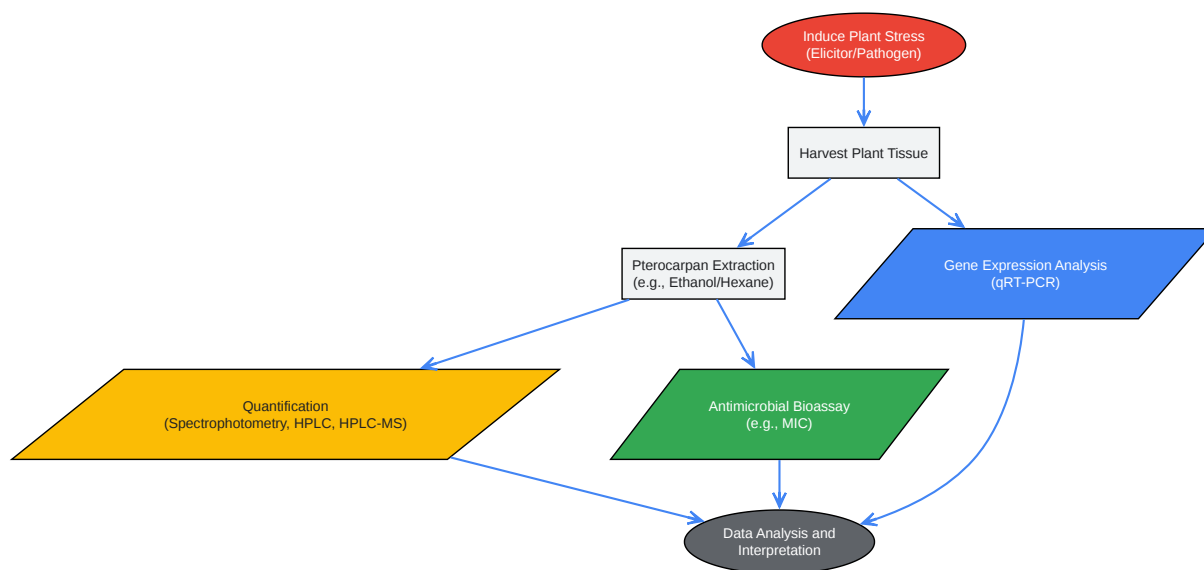 Induce Plant Stress
(Elicitor/Pathogen)
Harvest Plant Tissue
Pterocarpan Extraction
(e.g., Ethanol/Hexane)
Gene Expression Analysis
(qRT-PCR)
Quantification
(Spectrophotometry, HPLC, HPLC-MS)
Antimicrobial Bioassay
(e.g., MIC)
Data Analysis and
Interpretation